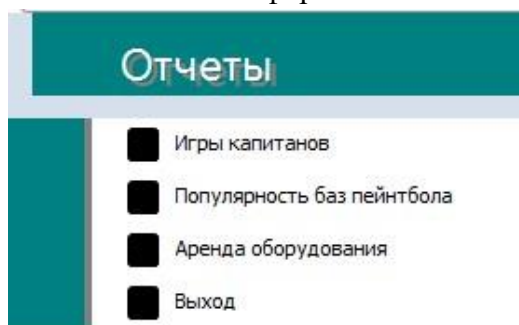 Отчеты
Игры капитанов
Популярность баз пейнтбола
Аренда оборудования
Выход